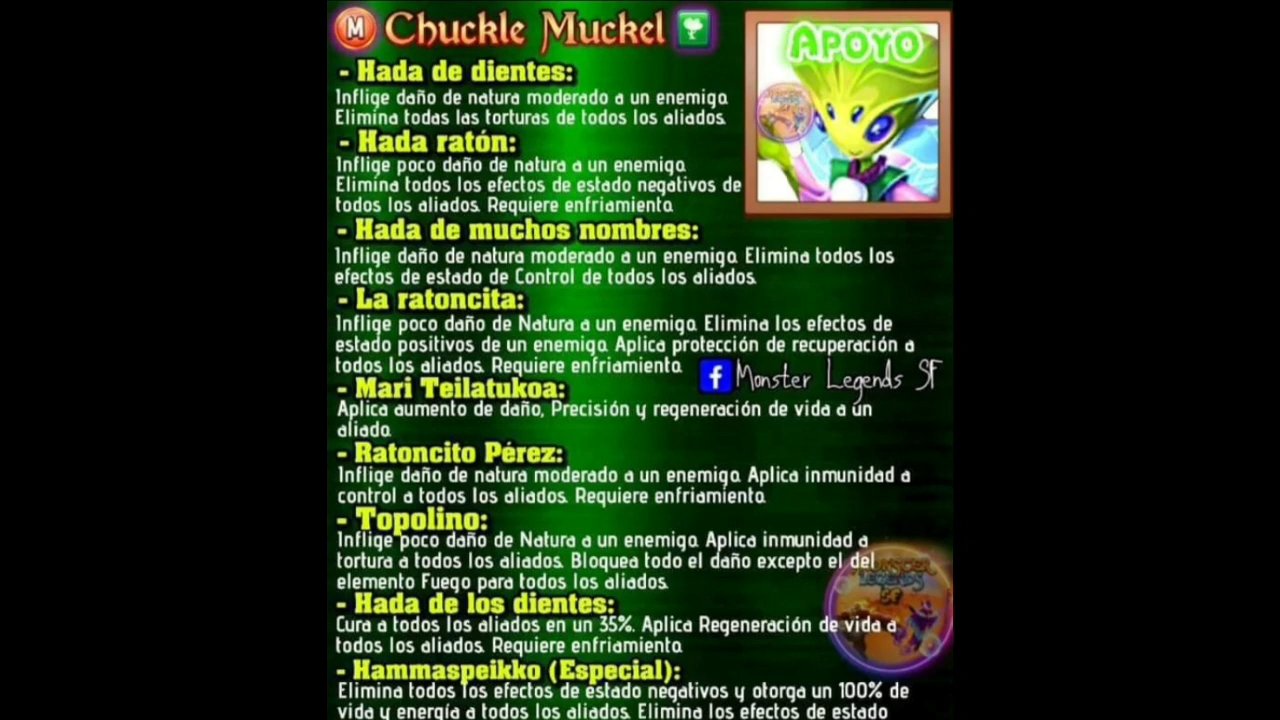 M Chuckle Muckel
APOYO
- Hada de dientes:
Inflige daño de natura moderado a un enemigo.
Elimina todas las torturas de todos los aliados.
- Hada ratón:
Inflige poco daño de natura a un enemigo.
Elimina todos los efectos de estado negativos de
todos los aliados. Requiere enfriamiento.
- Hada de muchos nombres:
Inflige daño de natura moderado a un enemigo. Elimina todos los
efectos de estado de Control de todos los aliados.
- La ratoncita:
Inflige poco daño de Natura a un enemigo. Elimina los efectos de
estado positivos de un enemigo. Aplica protección de recuperación a
todos los aliados. Requiere enfriamiento.
f Monster Legends SF
- Mari Teilatukoa:
Aplica aumento de daño, Precisión y regeneración de vida a un
aliado.
- Ratoncito Pérez:
Inflige daño de natura moderado a un enemigo. Aplica inmunidad a
control a todos los aliados. Requiere enfriamiento.
- Topolino:
Inflige poco daño de Natura a un enemigo. Aplica inmunidad a
tortura a todos los aliados. Bloquea todo el daño excepto el del
elemento Fuego para todos los aliados.
Monster
Legends
SF
- Hada de los dientes:
Cura a todos los aliados en un 35%. Aplica Regeneración de vida a
todos los aliados. Requiere enfriamiento.
- Hammaspeikko (Especial):
Elimina todos los efectos de estado negativos y otorga un 100% de
vida y energía a todos los aliados. Elimina los efectos de estado